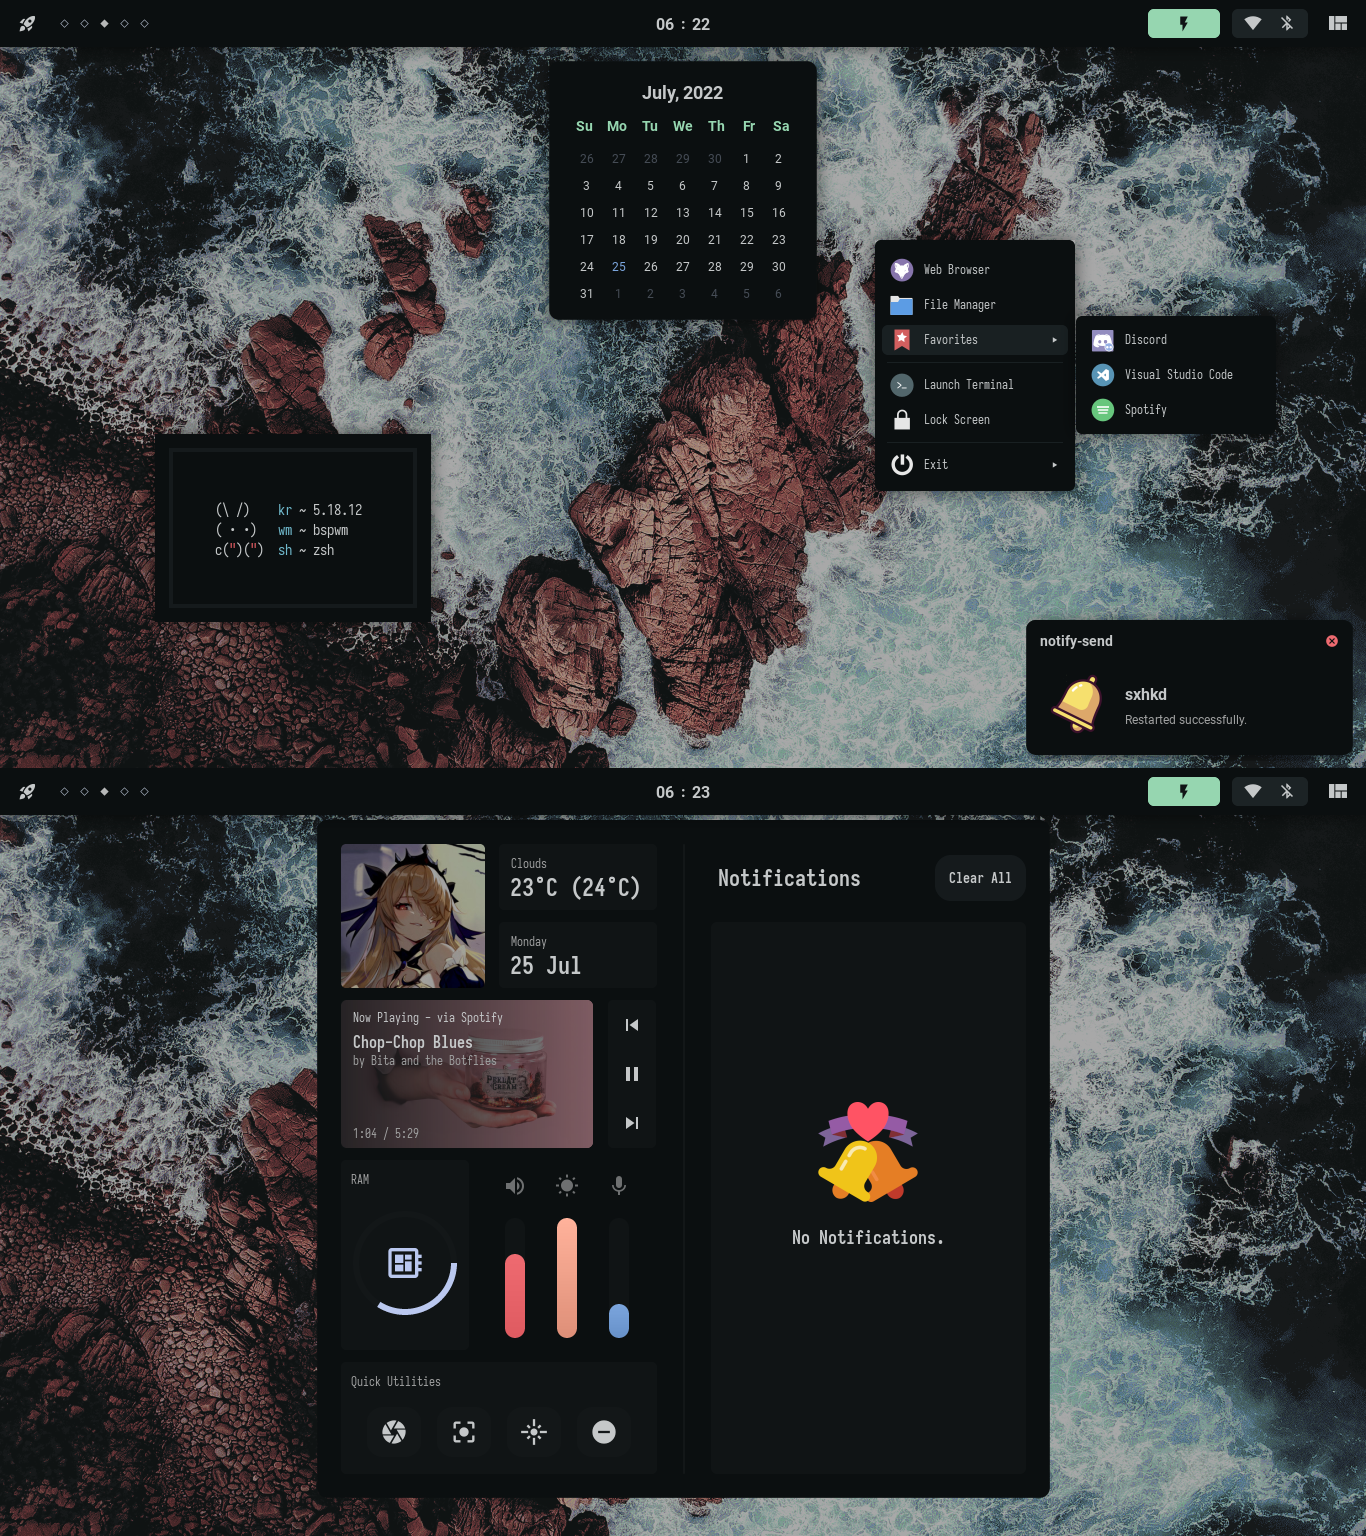 06 : 22
July, 2022
Su Mo Tu We Th Fr Sa
26 27 28 29 30 1 2
3 4 5 6 7 8 9
10 11 12 13 14 15 16
17 18 19 20 21 22 23
24 25 26 27 28 29 30
31 1 2 3 4 5 6
Web Browser
File Manager
Favorites
Launch Terminal
Lock Screen
Exit
Discord
Visual Studio Code
Spotify
(\ /) kr ~ 5.18.12
( · ·) wm ~ bspwm
c(")(") sh ~ zsh
notify-send
sxhkd
Restarted successfully.
06 : 23
Clouds
23°C (24°C)
Monday
25 Jul
Now Playing - via Spotify
Chop-Chop Blues
by Bita and the Botflies
1:04 / 5:29
RAM
Quick Utilities
Notifications
Clear All
No Notifications.